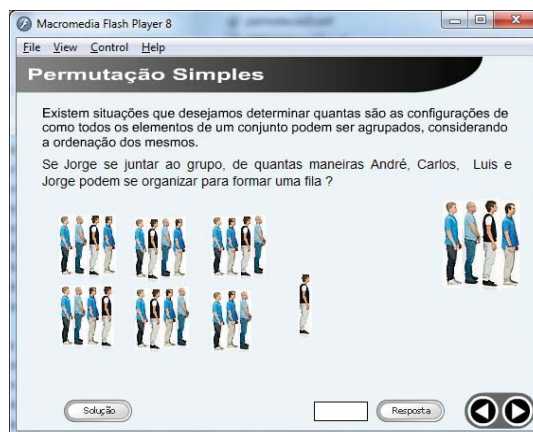 Macromedia Flash Player 8
File View Control Help
Permutação Simples
Existem situações que desejamos determinar quantas são as configurações de
como todos os elementos de um conjunto podem ser agrupados, considerando
a ordenação dos mesmos.
Se Jorge se juntar ao grupo, de quantas maneiras André, Carlos, Luis e
Jorge podem se organizar para formar uma fila ?
Solução
Resposta